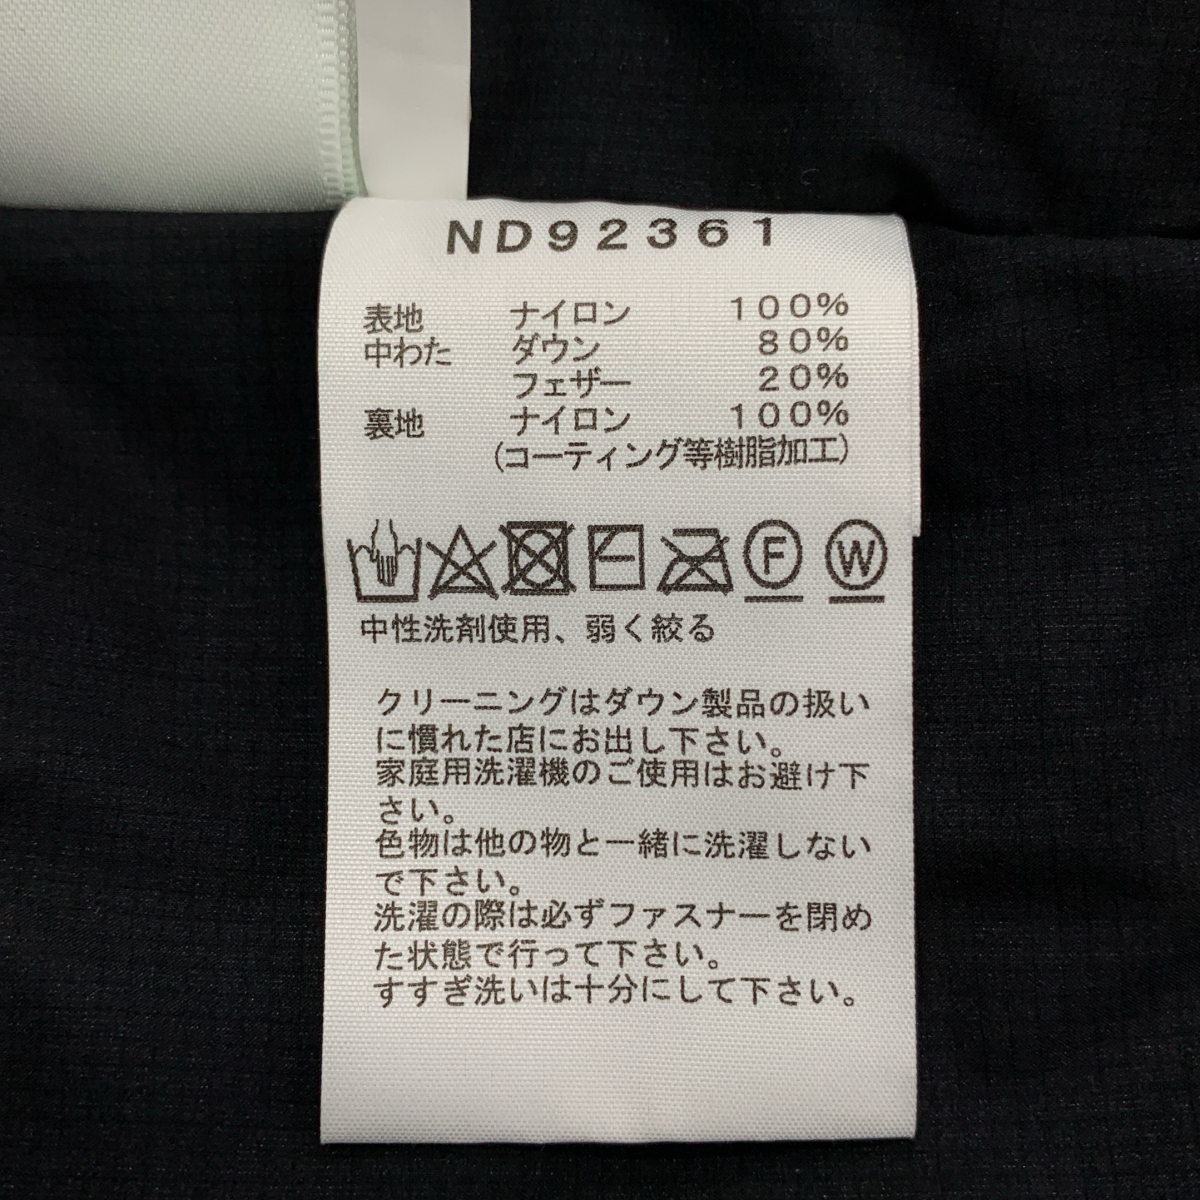 ND92361
表地 ナイロン 100%
中わた ダウン 80%
フェザー 20%
裏地 ナイロン 100%
(コーティング等樹脂加工)
F W
中性洗剤使用、弱く絞る
クリーニングはダウン製品の扱い
に慣れた店にお出し下さい。
家庭用洗濯機のご使用はお避け下
さい。
色物は他の物と一緒に洗濯しない
で下さい。
洗濯の際は必ずファスナーを閉め
た状態で行って下さい。
すすぎ洗いは十分にして下さい。